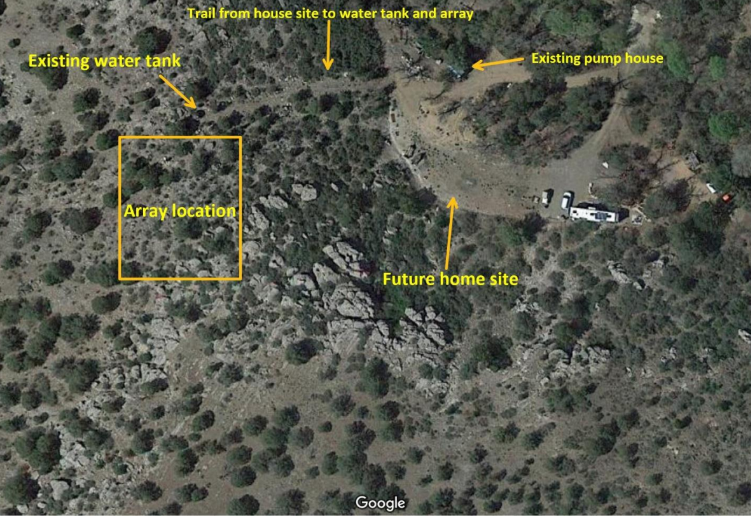 Trail from house site to water tank and array
Existing water tank
Existing pump house
Array location
Future home site
Google